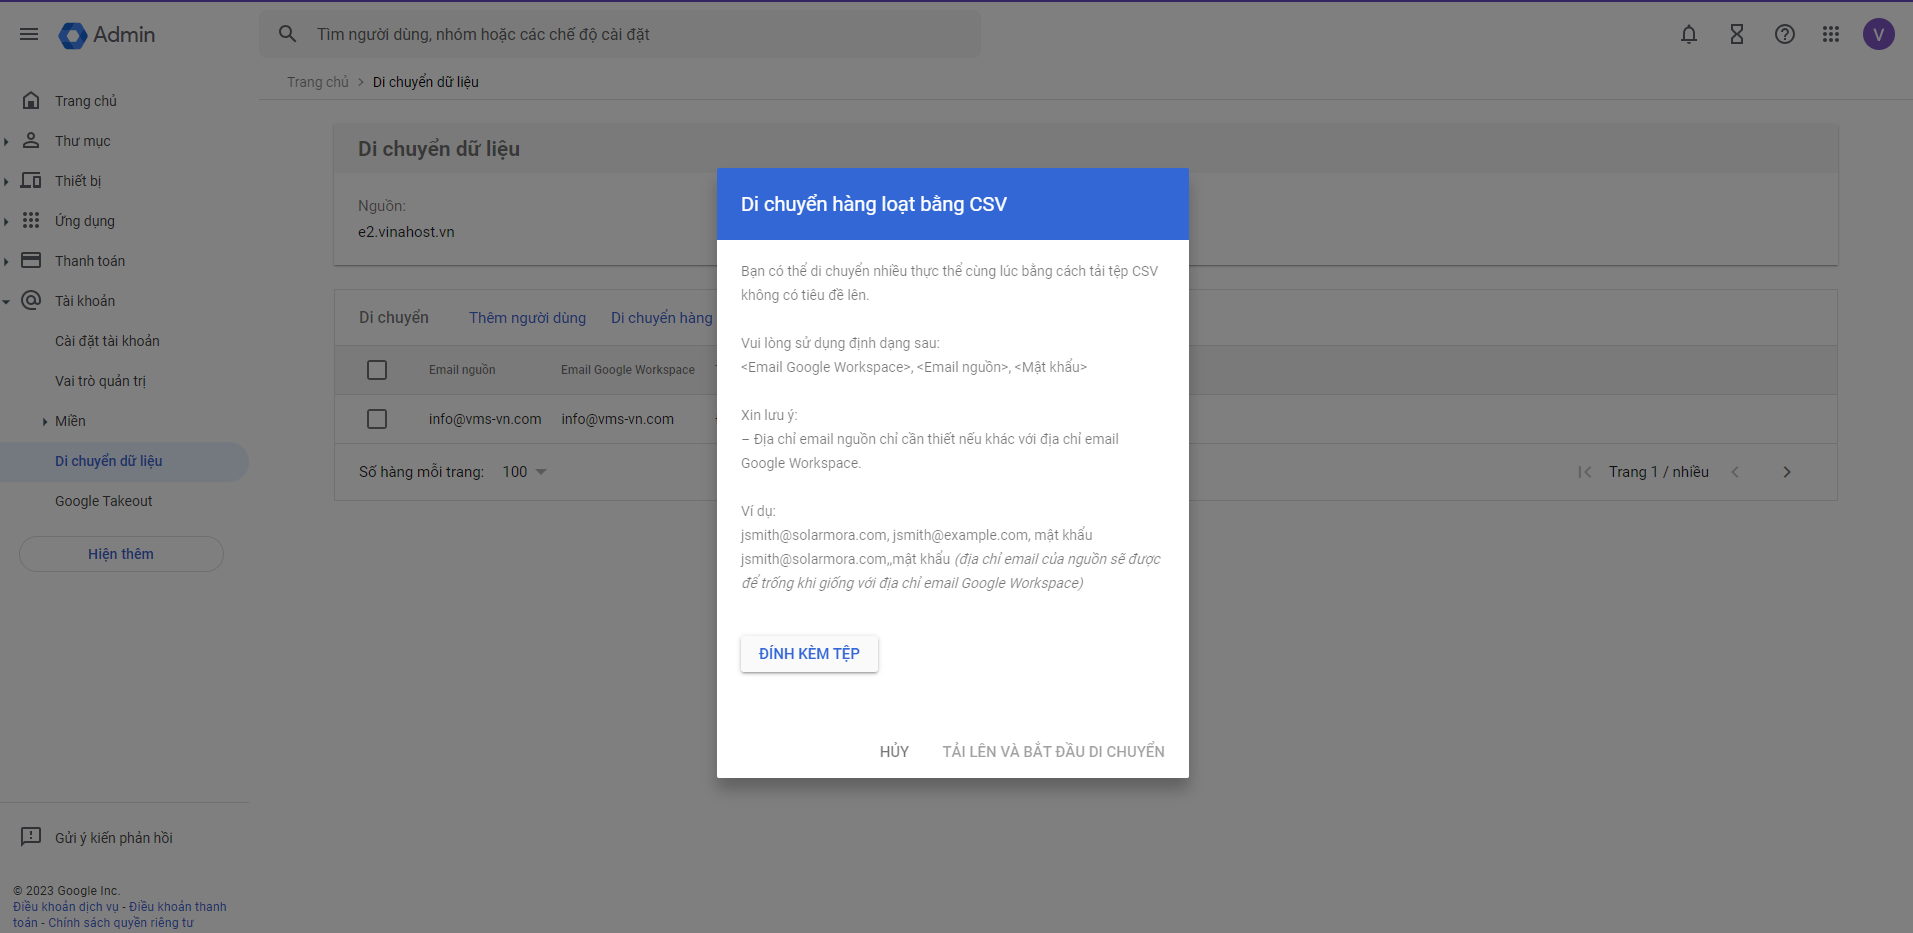 Admin
Tìm người dùng, nhóm hoặc các chế độ cài đặt
V
Trang chủ > Di chuyển dữ liệu
Trang chủ
Thư mục
Thiết bị
Ứng dụng
Thanh toán
Tài khoản
Cài đặt tài khoản
Vai trò quản trị
Miền
Di chuyển dữ liệu
Google Takeout
Hiện thêm
Gửi ý kiến phản hồi
© 2023 Google Inc.
Điều khoản dịch vụ - Điều khoản thanh
toán - Chính sách quyền riêng tư
Di chuyển dữ liệu
Nguồn:
e2.vinahost.vn
Di chuyển Thêm người dùng Di chuyển hàng
Email nguồn Email Google Workspace
info@vms-vn.com info@vms-vn.com
Số hàng mỗi trang: 100
Trang 1 / nhiều
Di chuyển hàng loạt bằng CSV
Bạn có thể di chuyển nhiều thực thể cùng lúc bằng cách tải tệp CSV
không có tiêu đề lên.
Vui lòng sử dụng định dạng sau:
<Email Google Workspace>, <Email nguồn>, <Mật khẩu>
Xin lưu ý:
– Địa chỉ email nguồn chỉ cần thiết nếu khác với địa chỉ email
Google Workspace.
Ví dụ:
jsmith@solarmora.com, jsmith@example.com, mật khẩu
jsmith@solarmora.com,,mật khẩu (địa chỉ email của nguồn sẽ được
để trống khi giống với địa chỉ email Google Workspace)
ĐÍNH KÈM TỆP
HỦY TẢI LÊN VÀ BẮT ĐẦU DI CHUYỂN